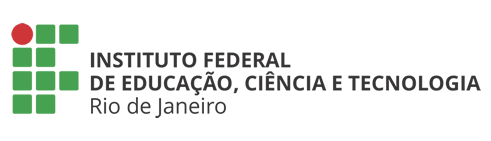 INSTITUTO FEDERAL
DE EDUCAÇÃO, CIÊNCIA E TECNOLOGIA
Rio de Janeiro